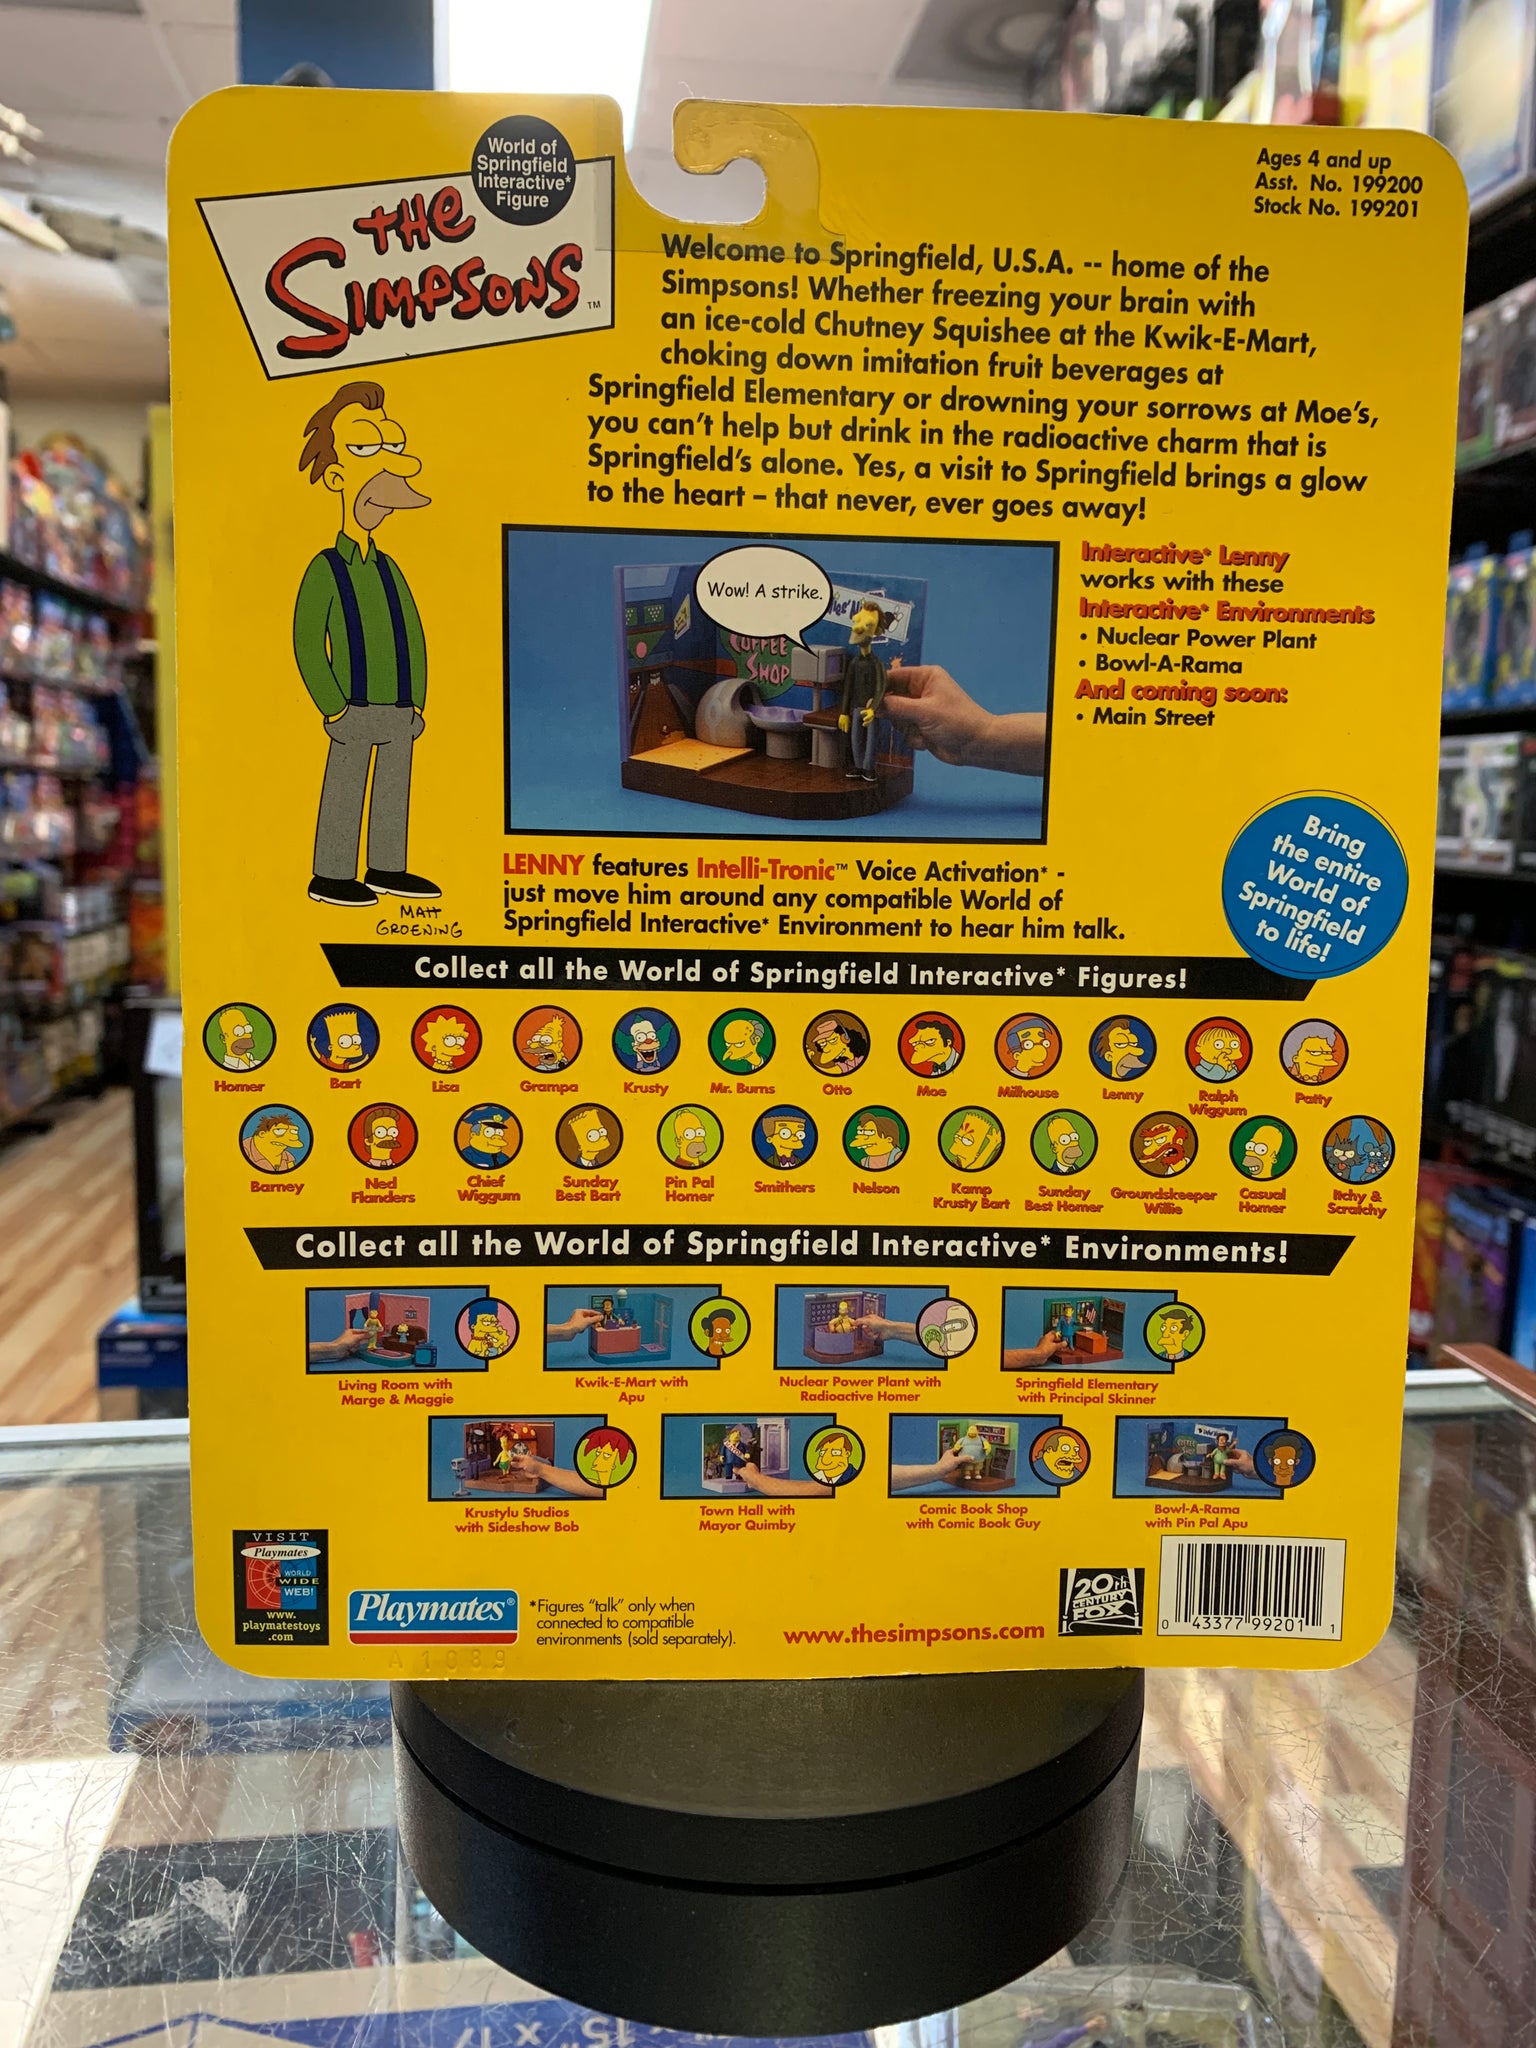 World of
Springfield
Interactive*
Figure
THE
SIMPSONS
TM
Ages 4 and up
Asst. No. 199200
Stock No. 199201
Welcome to Springfield, U.S.A. -- home of the
Simpsons! Whether freezing your brain with
an ice-cold Chutney Squishee at the Kwik-E-Mart,
choking down imitation fruit beverages at
Springfield Elementary or drowning your sorrows at Moe's,
you can't help but drink in the radioactive charm that is
Springfield's alone. Yes, a visit to Springfield brings a glow
to the heart – that never, ever goes away!
Wow! A strike.
COFFEE
SHOP
Interactive* Lenny
works with these
Interactive* Environments
• Nuclear Power Plant
• Bowl-A-Rama
And coming soon:
• Main Street
MATT
GROENING
LENNY features Intelli-Tronic™ Voice Activation* -
just move him around any compatible World of
Springfield Interactive* Environment to hear him talk.
Bring
the entire
World of
Springfield
to life!
Collect all the World of Springfield Interactive* Figures!
Homer
Bart
Lisa
Grampa
Krusty
Mr. Burns
Otto
Moe
Milhouse
Lenny
Ralph
Wiggum
Patty
Barney
Ned
Flanders
Chief
Wiggum
Sunday
Best Bart
Pin Pal
Homer
Smithers
Nelson
Kamp
Krusty Bart
Sunday
Best Homer
Groundskeeper
Willie
Casual
Homer
Itchy &
Scratchy
Collect all the World of Springfield Interactive* Environments!
Living Room with
Marge & Maggie
Kwik-E-Mart with
Apu
Nuclear Power Plant with
Radioactive Homer
Springfield Elementary
with Principal Skinner
Krustylu Studios
with Sideshow Bob
Town Hall with
Mayor Quimby
Comic Book Shop
with Comic Book Guy
Bowl-A-Rama
with Pin Pal Apu
VISIT
Playmates
WORLD
WIDE
WEB!
www.
playmatestoys
.com
Playmates®
*Figures "talk" only when
connected to compatible
environments (sold separately).
www.thesimpsons.com
20th
CENTURY
FOX
0 43377 99201 1
A 1089
15" x 17